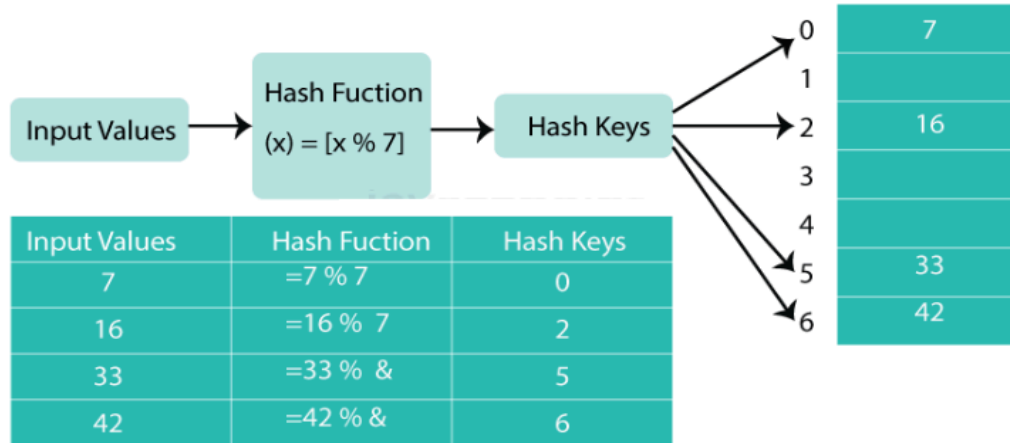 Input Values
Hash Fuction
(x) = [x % 7]
Hash Keys
0 7
1
2 16
3
4
5 33
6 42
Input Values Hash Fuction Hash Keys
7 =7 % 7 0
16 =16 % 7 2
33 =33 % & 5
42 =42 % & 6